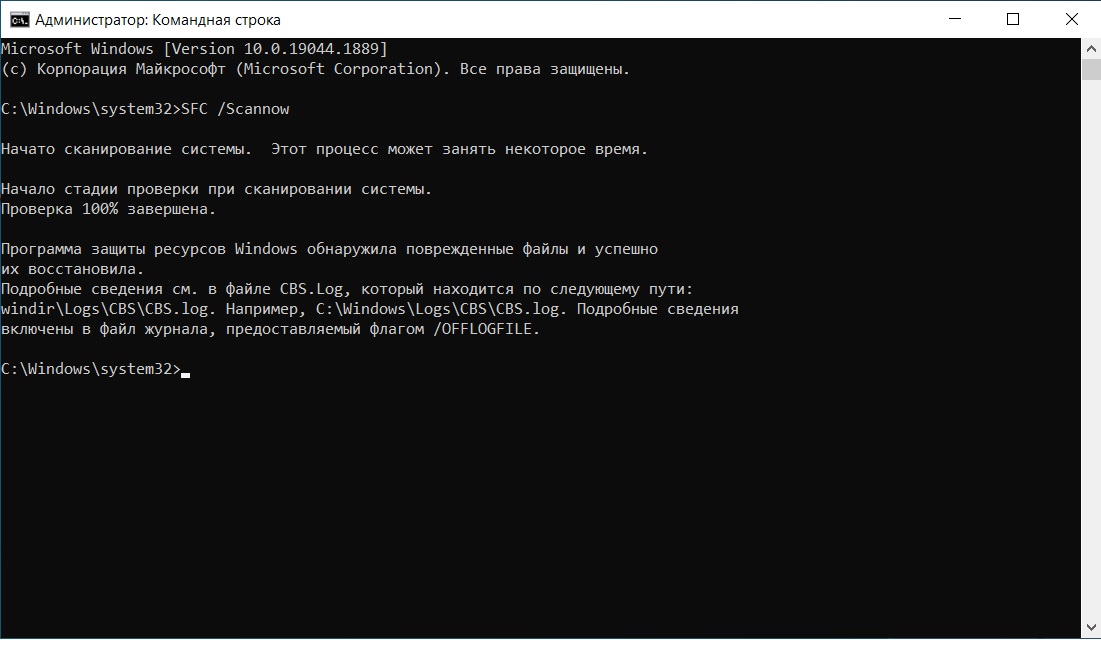 Администратор: Командная строка
Microsoft Windows [Version 10.0.19044.1889]
(c) Корпорация Майкрософт (Microsoft Corporation). Все права защищены.
C:\Windows\system32>SFC /Scannow
Начато сканирование системы.  Этот процесс может занять некоторое время.
Начало стадии проверки при сканировании системы.
Проверка 100% завершена.
Программа защиты ресурсов Windows обнаружила поврежденные файлы и успешно
их восстановила.
Подробные сведения см. в файле CBS.Log, который находится по следующему пути:
windir\Logs\CBS\CBS.log. Например, C:\Windows\Logs\CBS\CBS.log. Подробные сведения
включены в файл журнала, предоставляемый флагом /OFFLOGFILE.
C:\Windows\system32>